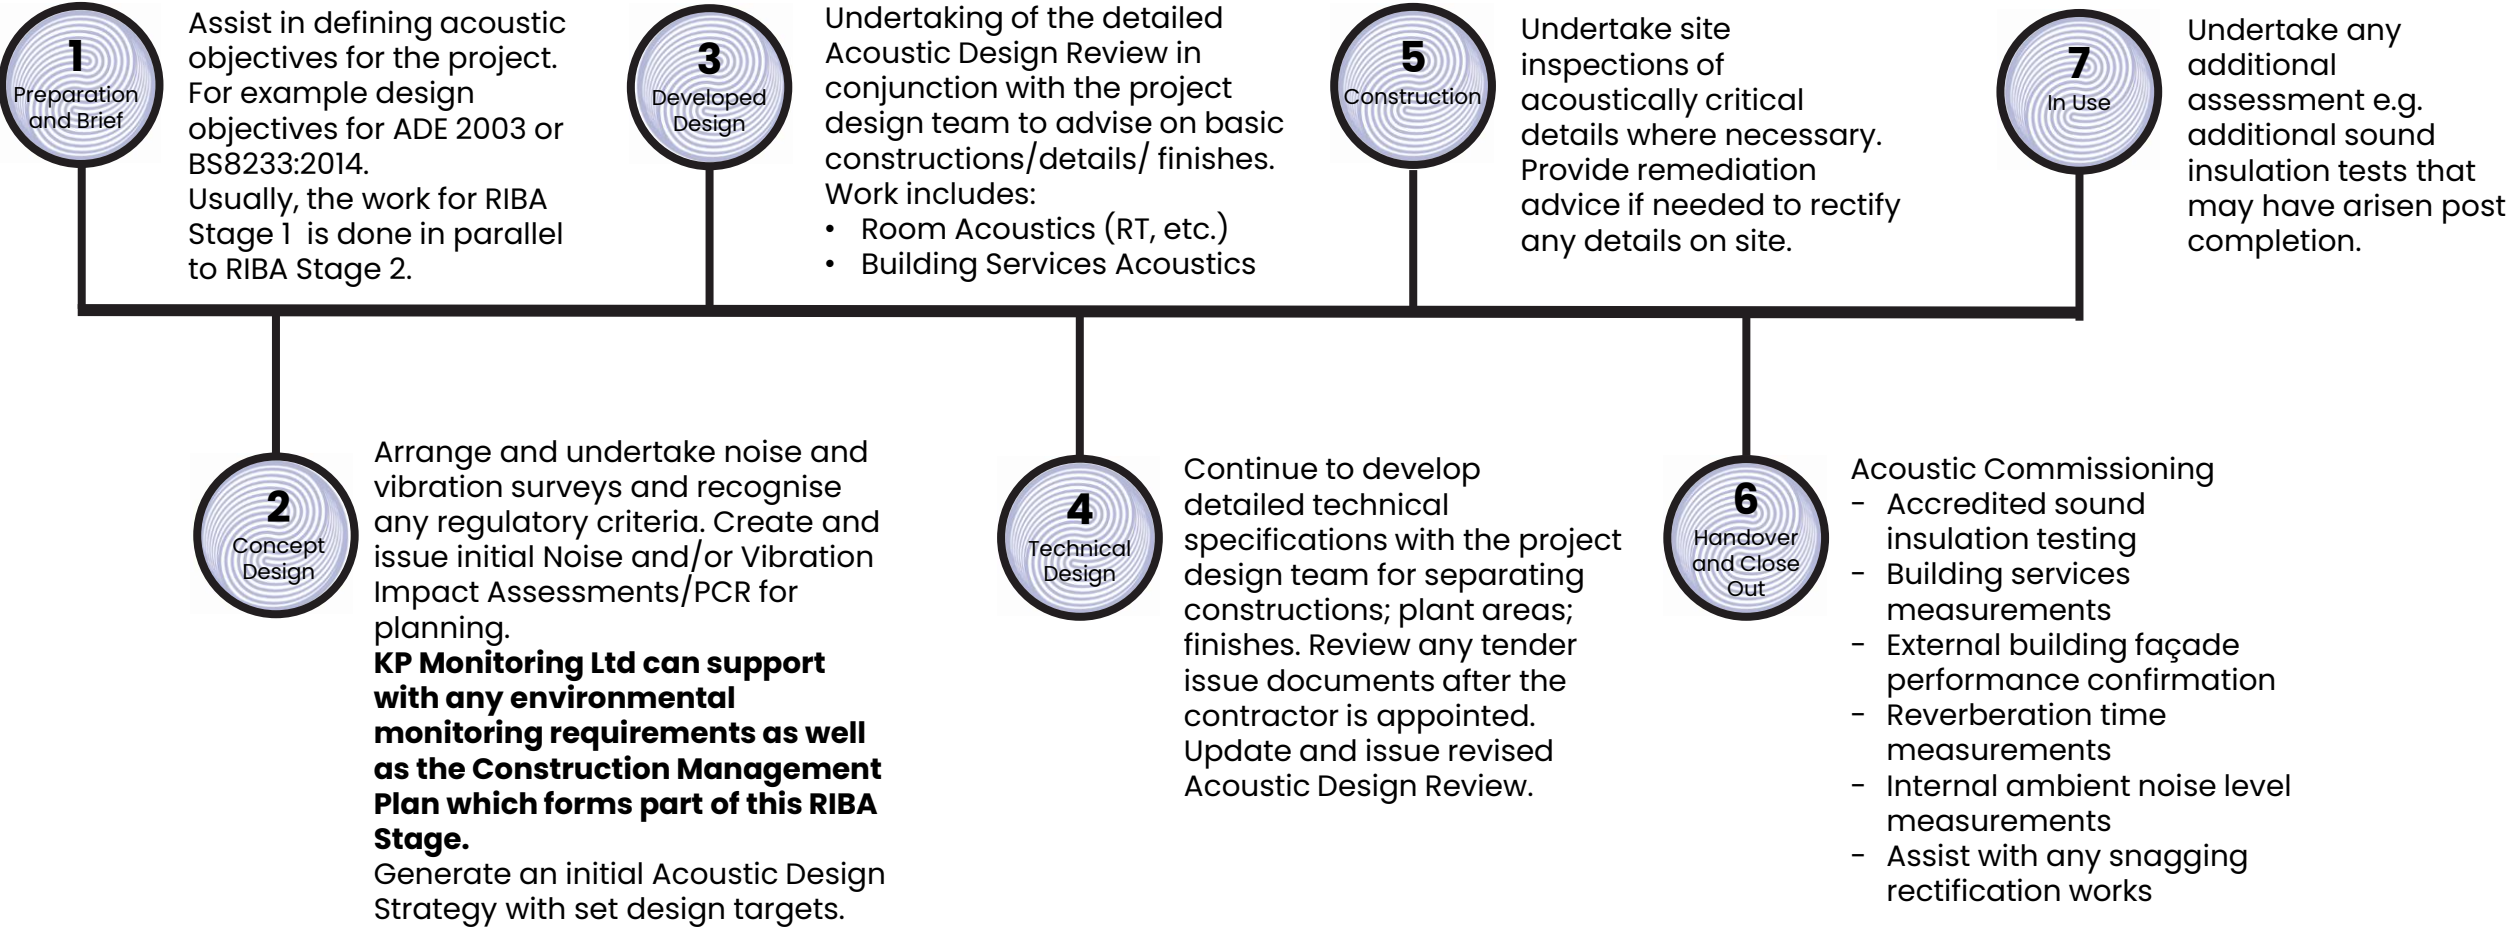 1
Preparation
and Brief
Assist in defining acoustic
objectives for the project.
For example design
objectives for ADE 2003 or
BS8233:2014.
Usually, the work for RIBA
Stage 1  is done in parallel
to RIBA Stage 2.
2
Concept
Design
Arrange and undertake noise and
vibration surveys and recognise
any regulatory criteria. Create and
issue initial Noise and/or Vibration
Impact Assessments/PCR for
planning.
KP Monitoring Ltd can support
with any environmental
monitoring requirements as well
as the Construction Management
Plan which forms part of this RIBA
Stage.
Generate an initial Acoustic Design
Strategy with set design targets.
3
Developed
Design
Undertaking of the detailed
Acoustic Design Review in
conjunction with the project
design team to advise on basic
constructions/details/ finishes.
Work includes:
• Room Acoustics (RT, etc.)
• Building Services Acoustics
4
Technical
Design
Continue to develop
detailed technical
specifications with the project
design team for separating
constructions; plant areas;
finishes. Review any tender
issue documents after the
contractor is appointed.
Update and issue revised
Acoustic Design Review.
5
Construction
Undertake site
inspections of
acoustically critical
details where necessary.
Provide remediation
advice if needed to rectify
any details on site.
6
Handover
and Close
Out
Acoustic Commissioning
- Accredited sound
insulation testing
- Building services
measurements
- External building façade
performance confirmation
- Reverberation time
measurements
- Internal ambient noise level
measurements
- Assist with any snagging
rectification works
7
In Use
Undertake any
additional
assessment e.g.
additional sound
insulation tests that
may have arisen post
completion.